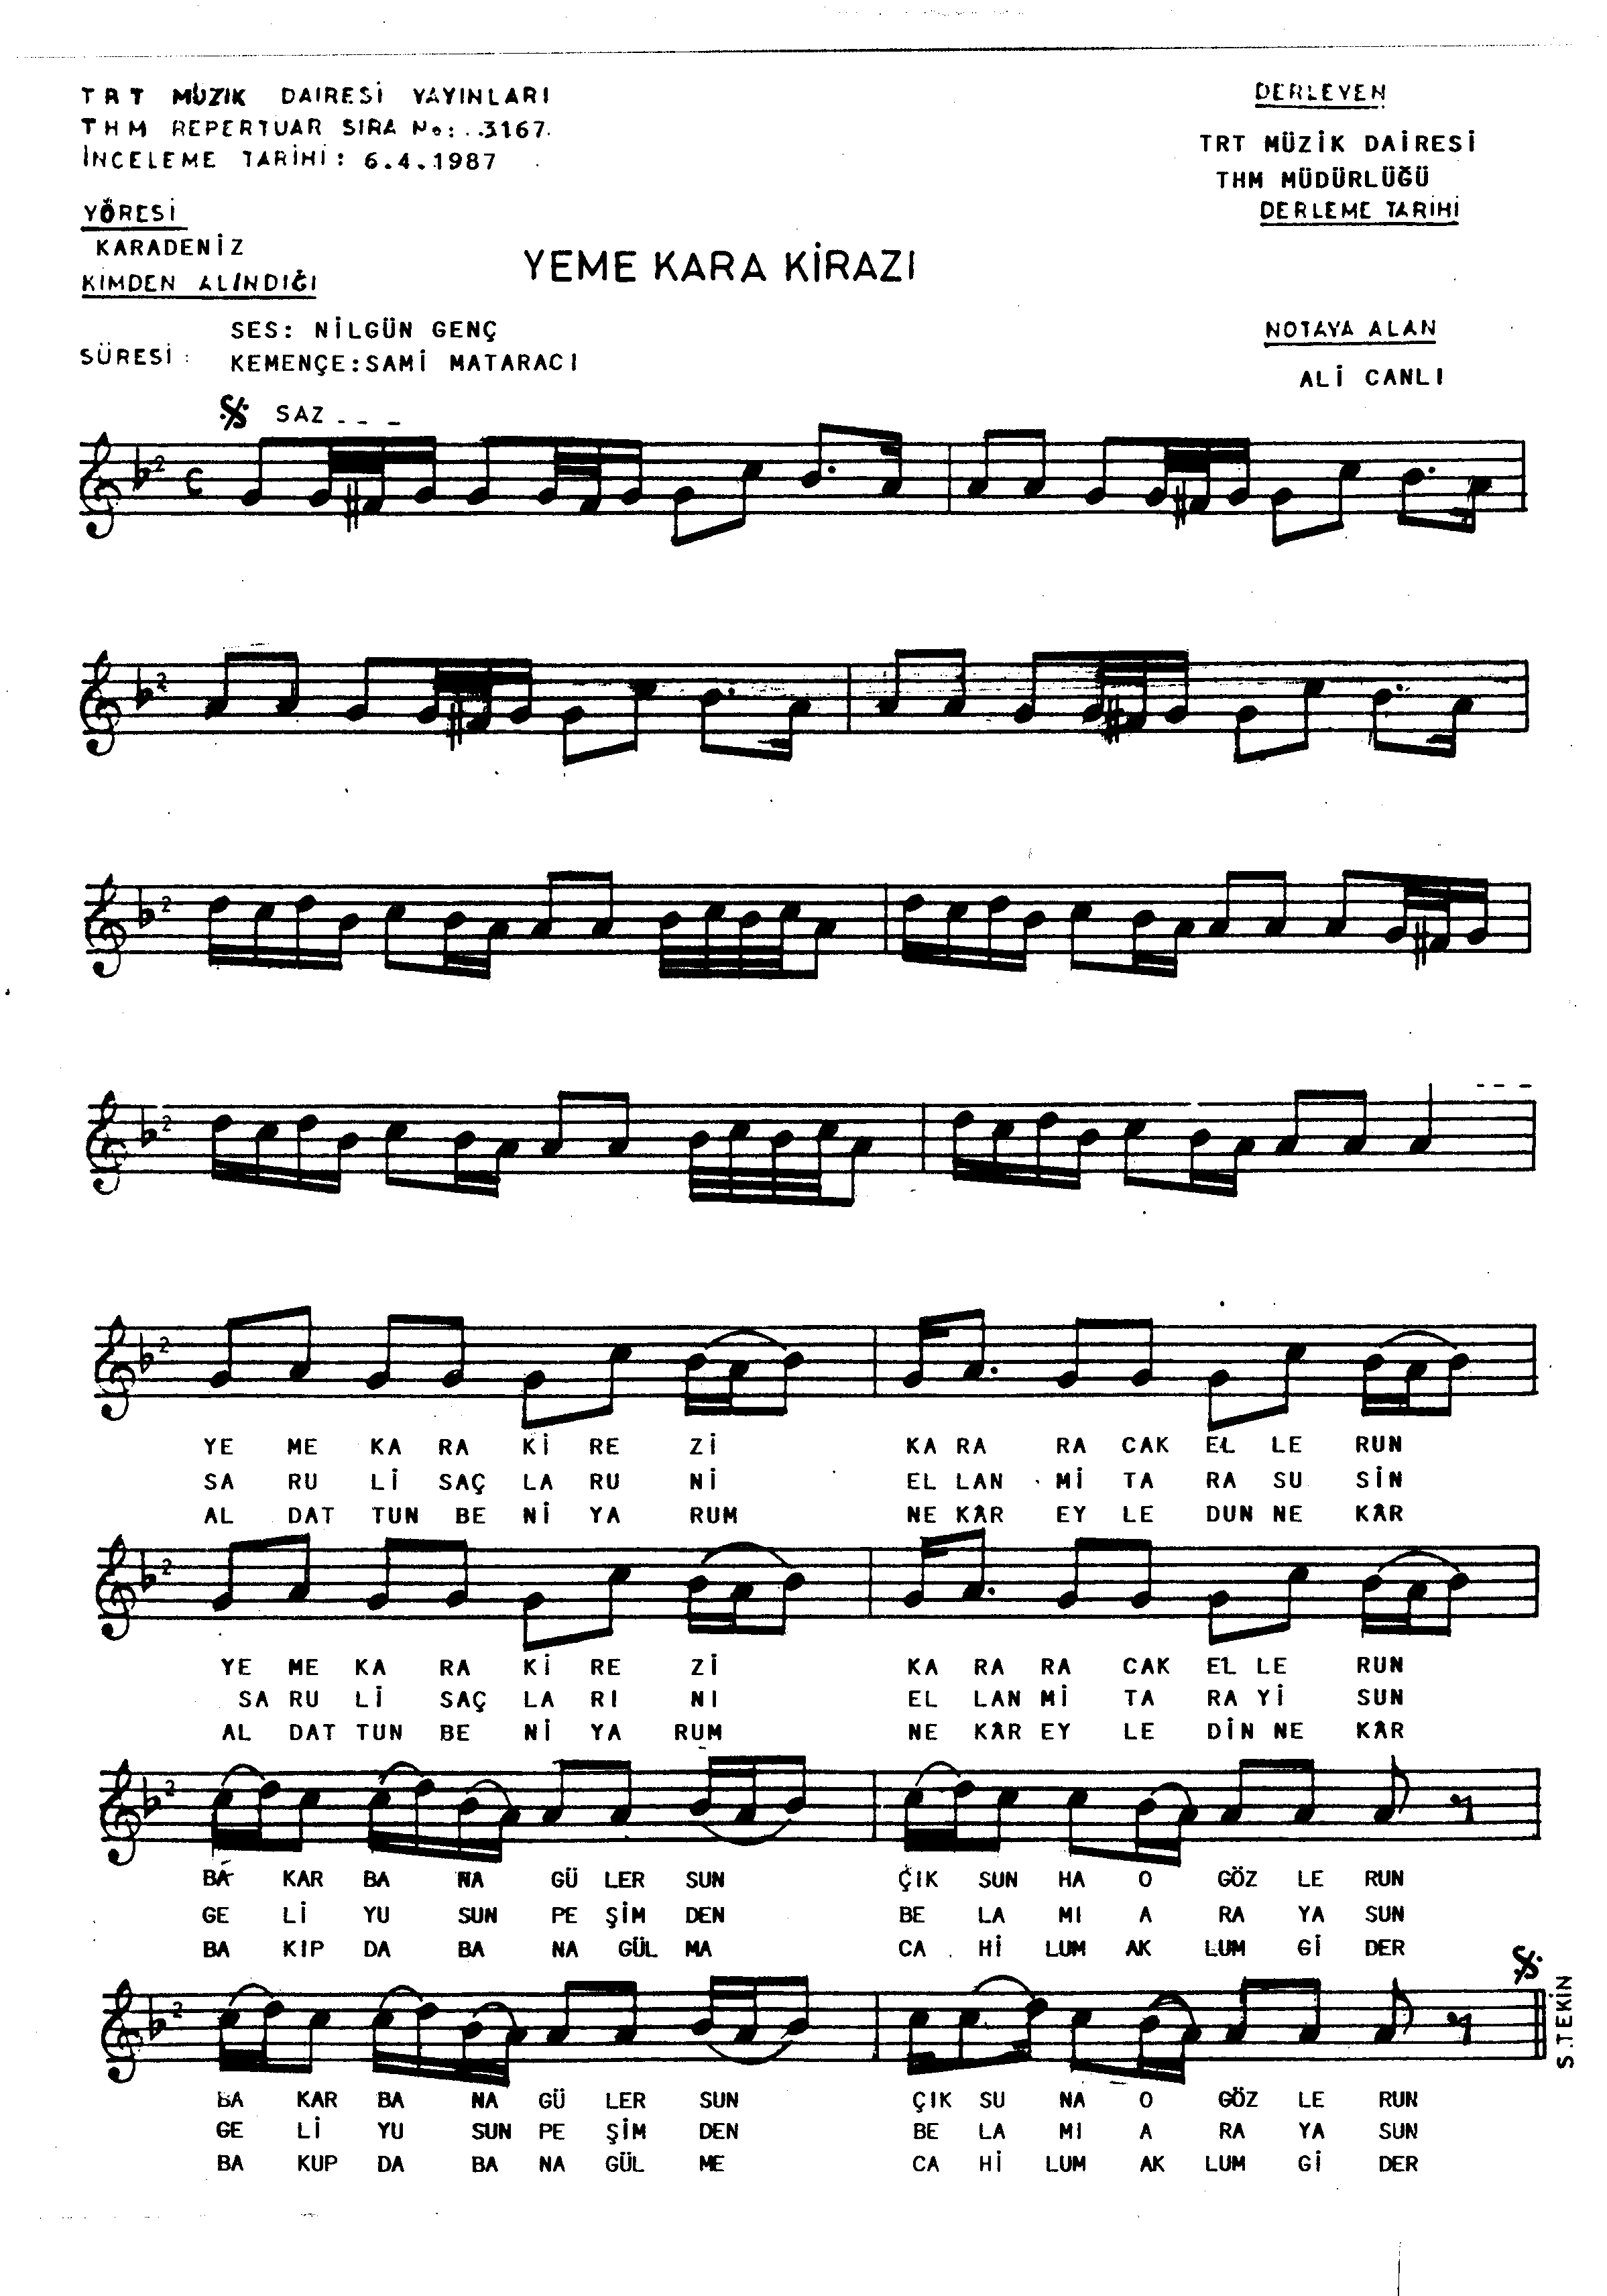 TRT MÜZIK DAIRESİ YAYINLARI
THM REPERTUAR SIRA No: ..3167.
İNCELEME TARİHİ: 6.4.1987
YÖRESİ
KARADENİZ
KİMDEN ALINDIĞI
SES: NİLGÜN GENÇ
SÜRESİ:
KEMENÇE:SAMİ MATARACI
YEME KARA KİRAZI
DERLEYEN
TRT MÜZİK DAİRESİ
THM MÜDÜRLÜĞÜ
DERLEME TARİHİ
NOTAYA ALAN
ALİ CANLI
SAZ _ _ _
YE ME KA RA Kİ RE Zİ KA RA RA CAK EL LE RUN
SA RU Lİ SAÇ LA RU Nİ EL LAN Mİ TA RA SU SİN
AL DAT TUN BE Nİ YA RUM NE KÂR EY LE DUN NE KÂR
YE ME KA RA Kİ RE Zİ KA RA RA CAK EL LE RUN
SA RU Lİ SAÇ LA RI NI EL LAN Mİ TA RA Yİ SUN
AL DAT TUN BE Nİ YA RUM NE KÂR EY LE DİN NE KÂR
BA KAR BA NA GÜ LER SUN ÇIK SUN HA O GÖZ LE RUN
GE Lİ YU SUN PE ŞİM DEN BE LA MI A RA YA SUN
BA KIP DA BA NA GÜL MA CA Hİ LUM AK LUM Gİ DER
BA KAR BA NA GÜ LER SUN ÇIK SU NA O GÖZ LE RUN
GE Lİ YU SUN PE ŞİM DEN BE LA MI A RA YA SUN
BA KUP DA BA NA GÜL ME CA Hİ LUM AK LUM Gİ DER
S.TEKİN